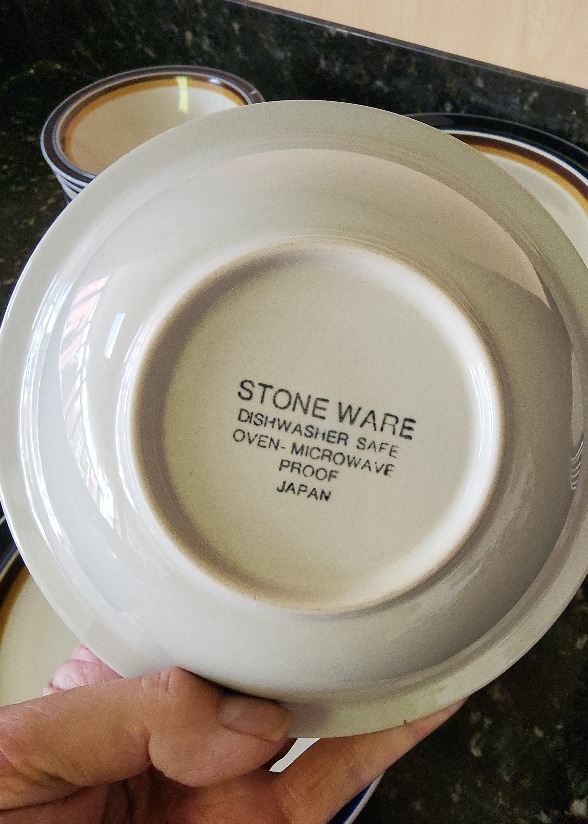 STONE WARE
DISHWASHER SAFE
OVEN- MICROWAVE
PROOF
JAPAN